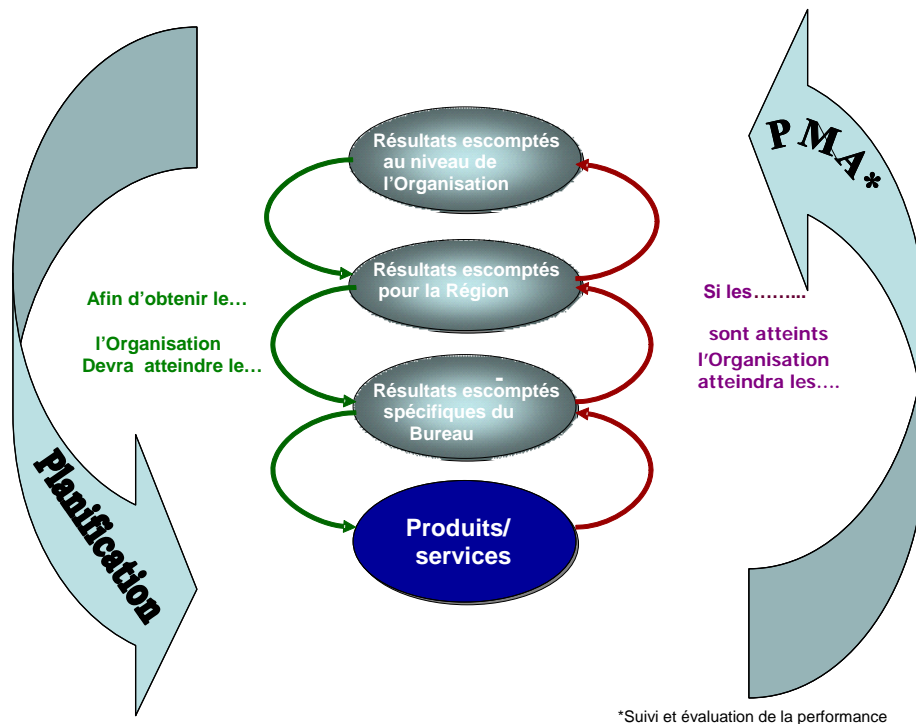 Résultats escomptés
au niveau de
l'Organisation
Résultats escomptés
pour la Région
Résultats escomptés
spécifiques du
Bureau
Produits/
services
Afin d'obtenir le…
l'Organisation
Devra atteindre le…
Planification
PMA*
Si les……...
sont atteints
l'Organisation
atteindra les….
*Suivi et évaluation de la performance